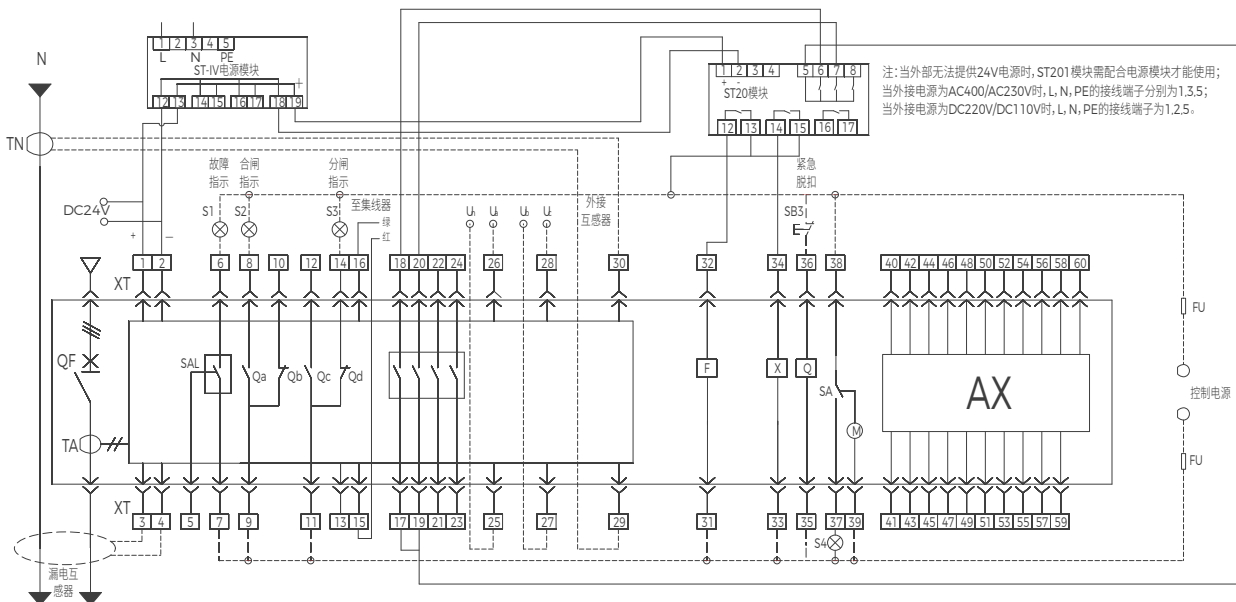 1 2 3 4 5
L N PE
ST-IV电源模块
+
12 13 14 15 16 17 18 19
1 2 3 4 5 6 7 8
+ -
ST20模块
12 13 14 15 16 17
注:当外部无法提供24V电源时,ST201模块需配合电源模块才能使用;
当外接电源为AC400/AC230V时,L,N,PE的接线端子分别为1,3,5;
当外接电源为DC220V/DC110V时,L,N,PE的接线端子为1,2,5。
N
TN
DC24V
+ −
故障
指示
合闸
指示
分闸
指示
S1 S2 S3
至集线器
绿
红
外接
互感器
紧急
脱扣
SB3
XT
1 2 6 8 10 12 14 16 18 20 22 24 26 28 30 32 34 36 38 40 42 44 46 48 50 52 54 56 58 60
FU
QF
SAL
Qa Qb Qc Qd
F X Q
SA
M
AX
控制电源
TA
FU
XT
3 4 5 7 9 11 13 15 17 19 21 23 25 27 29 31 33 35 37 39 41 43 45 47 49 51 53 55 57 59
S4
漏电互
感器